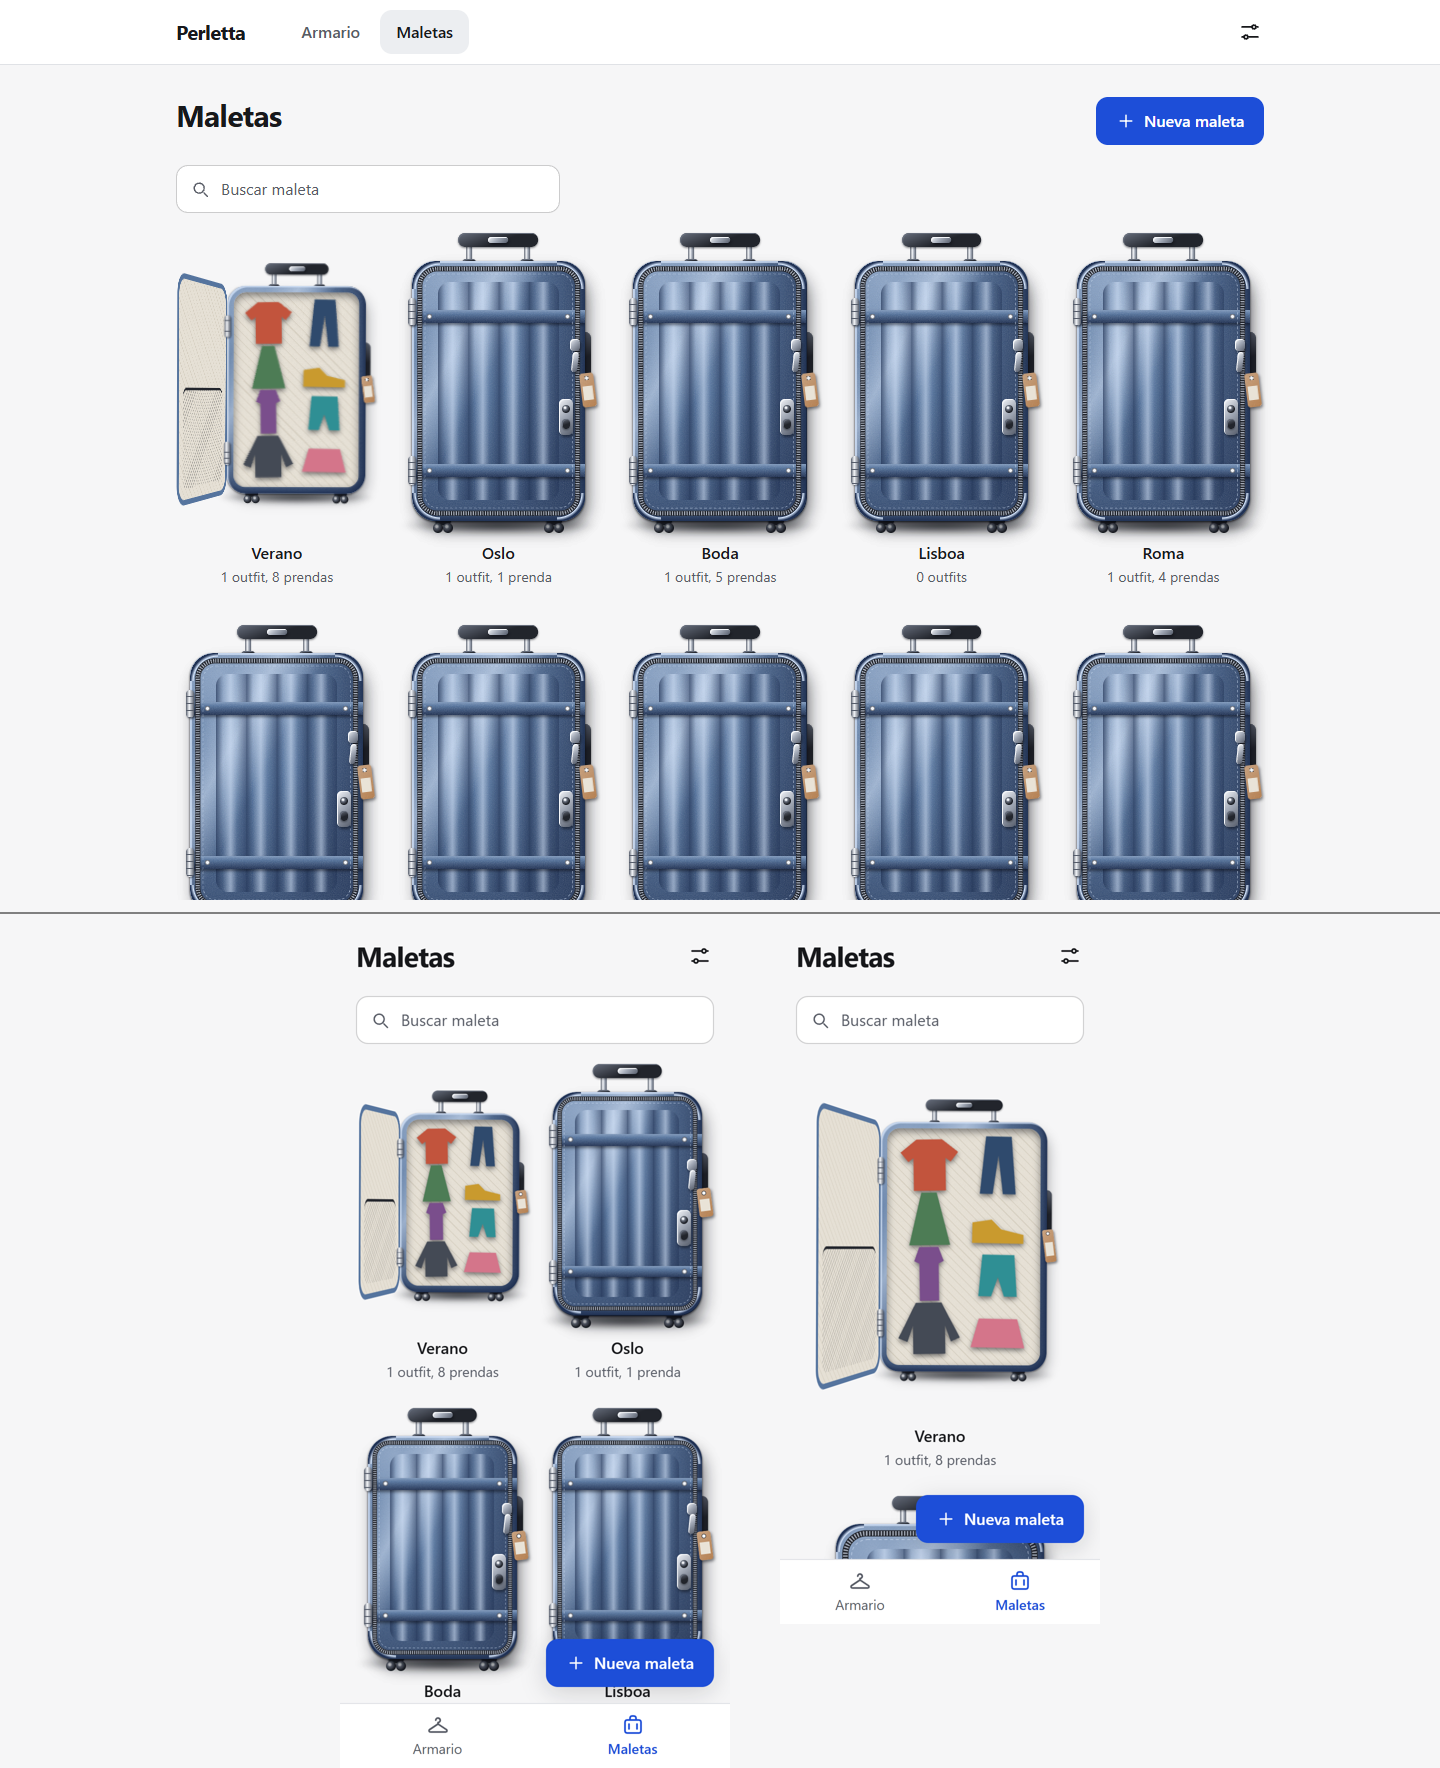 Perletta
Armario
Maletas
Maletas
Nueva maleta
Buscar maleta
Verano
1 outfit, 8 prendas
Oslo
1 outfit, 1 prenda
Boda
1 outfit, 5 prendas
Lisboa
0 outfits
Roma
1 outfit, 4 prendas
Maletas
Buscar maleta
Verano
1 outfit, 8 prendas
Oslo
1 outfit, 1 prenda
Nueva maleta
Boda
Lisboa
Armario
Maletas
Maletas
Buscar maleta
Verano
1 outfit, 8 prendas
Nueva maleta
Armario
Maletas